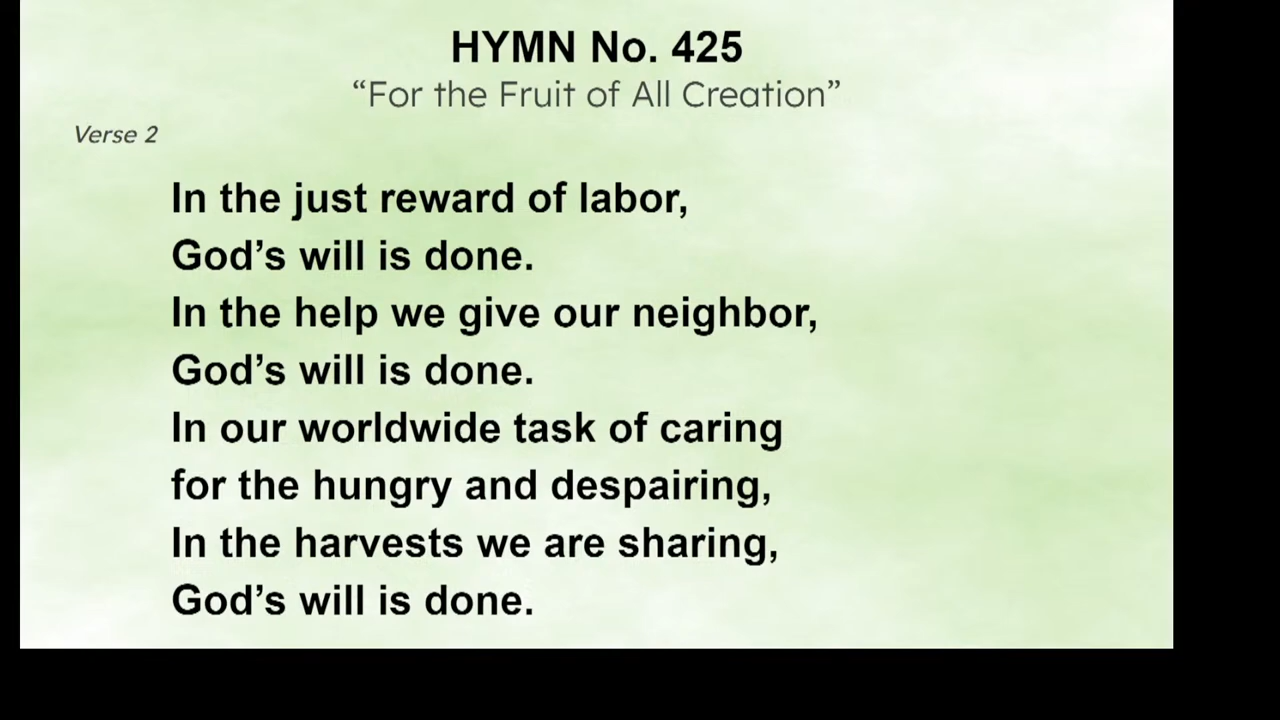 HYMN No. 425
“For the Fruit of All Creation”
Verse 2
In the just reward of labor,
God’s will is done.
In the help we give our neighbor,
God’s will is done.
In our worldwide task of caring
for the hungry and despairing,
In the harvests we are sharing,
God’s will is done.